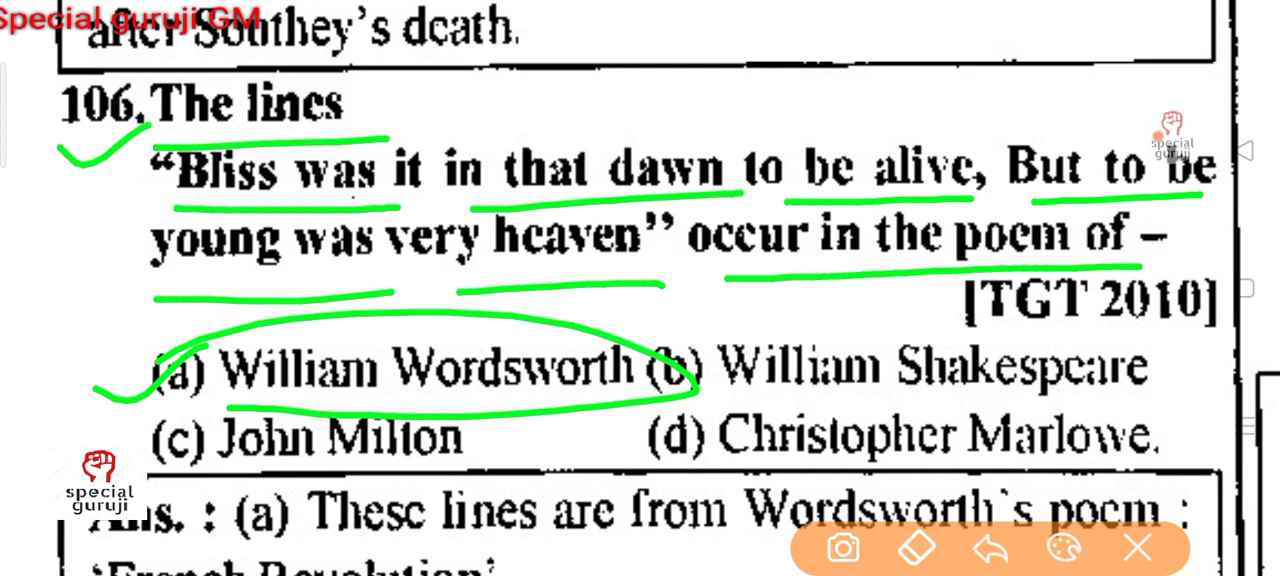 Special guruji GM
after Southey's death.
106. The lines
"Bliss was it in that dawn to be alive, But to be
young was very heaven" occur in the poem of –
[TGT 2010]
(a) William Wordsworth (b) William Shakespeare
(c) John Milton (d) Christopher Marlowe.
Ans. : (a) These lines are from Wordsworth's poem :
'French Revolution'
special
guruji
special
guruji